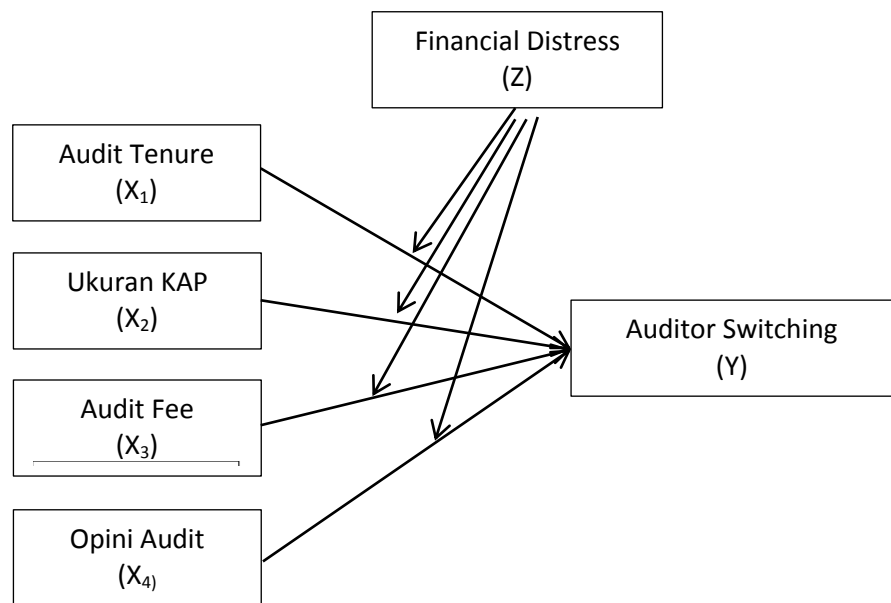 Financial Distress
(Z)
Audit Tenure
(X₁)
Ukuran KAP
(X₂)
Auditor Switching
(Y)
Audit Fee
(X₃)
Opini Audit
(X₄)